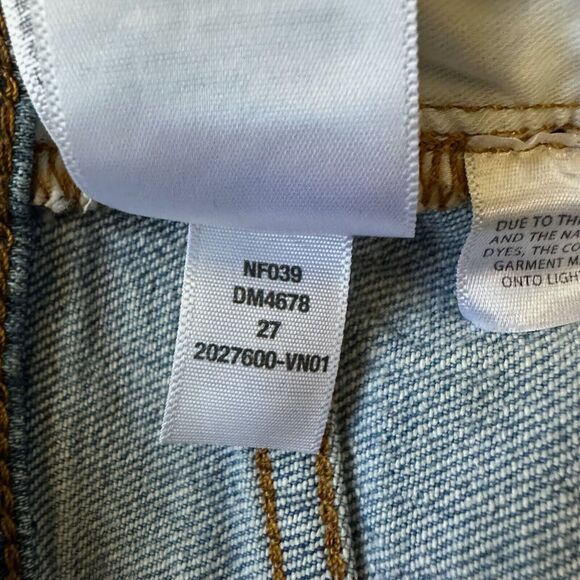 NF039
DM4678
27
2027600-VN01
DUE TO THE
AND THE NA
DYES, THE CO
GARMENT M
ONTO LIGH